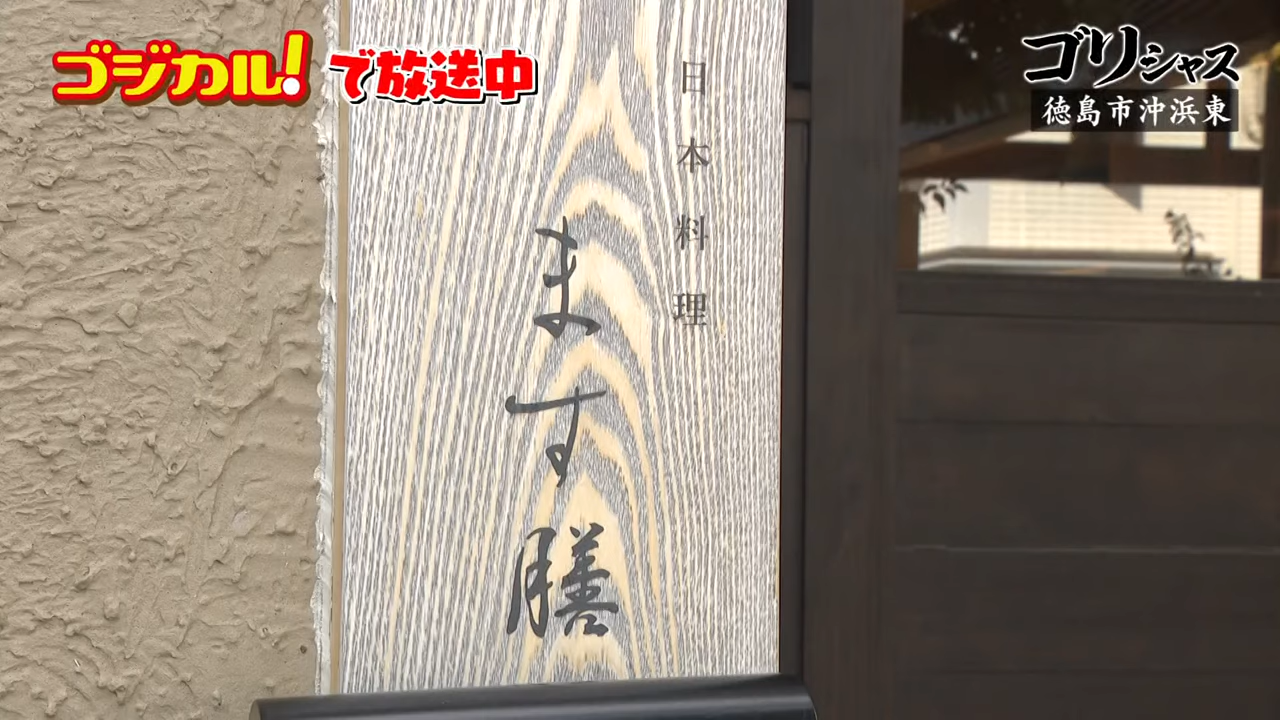 ゴジカル!で放送中
ゴリシャス
徳島市沖浜東
日本料理
ます膳